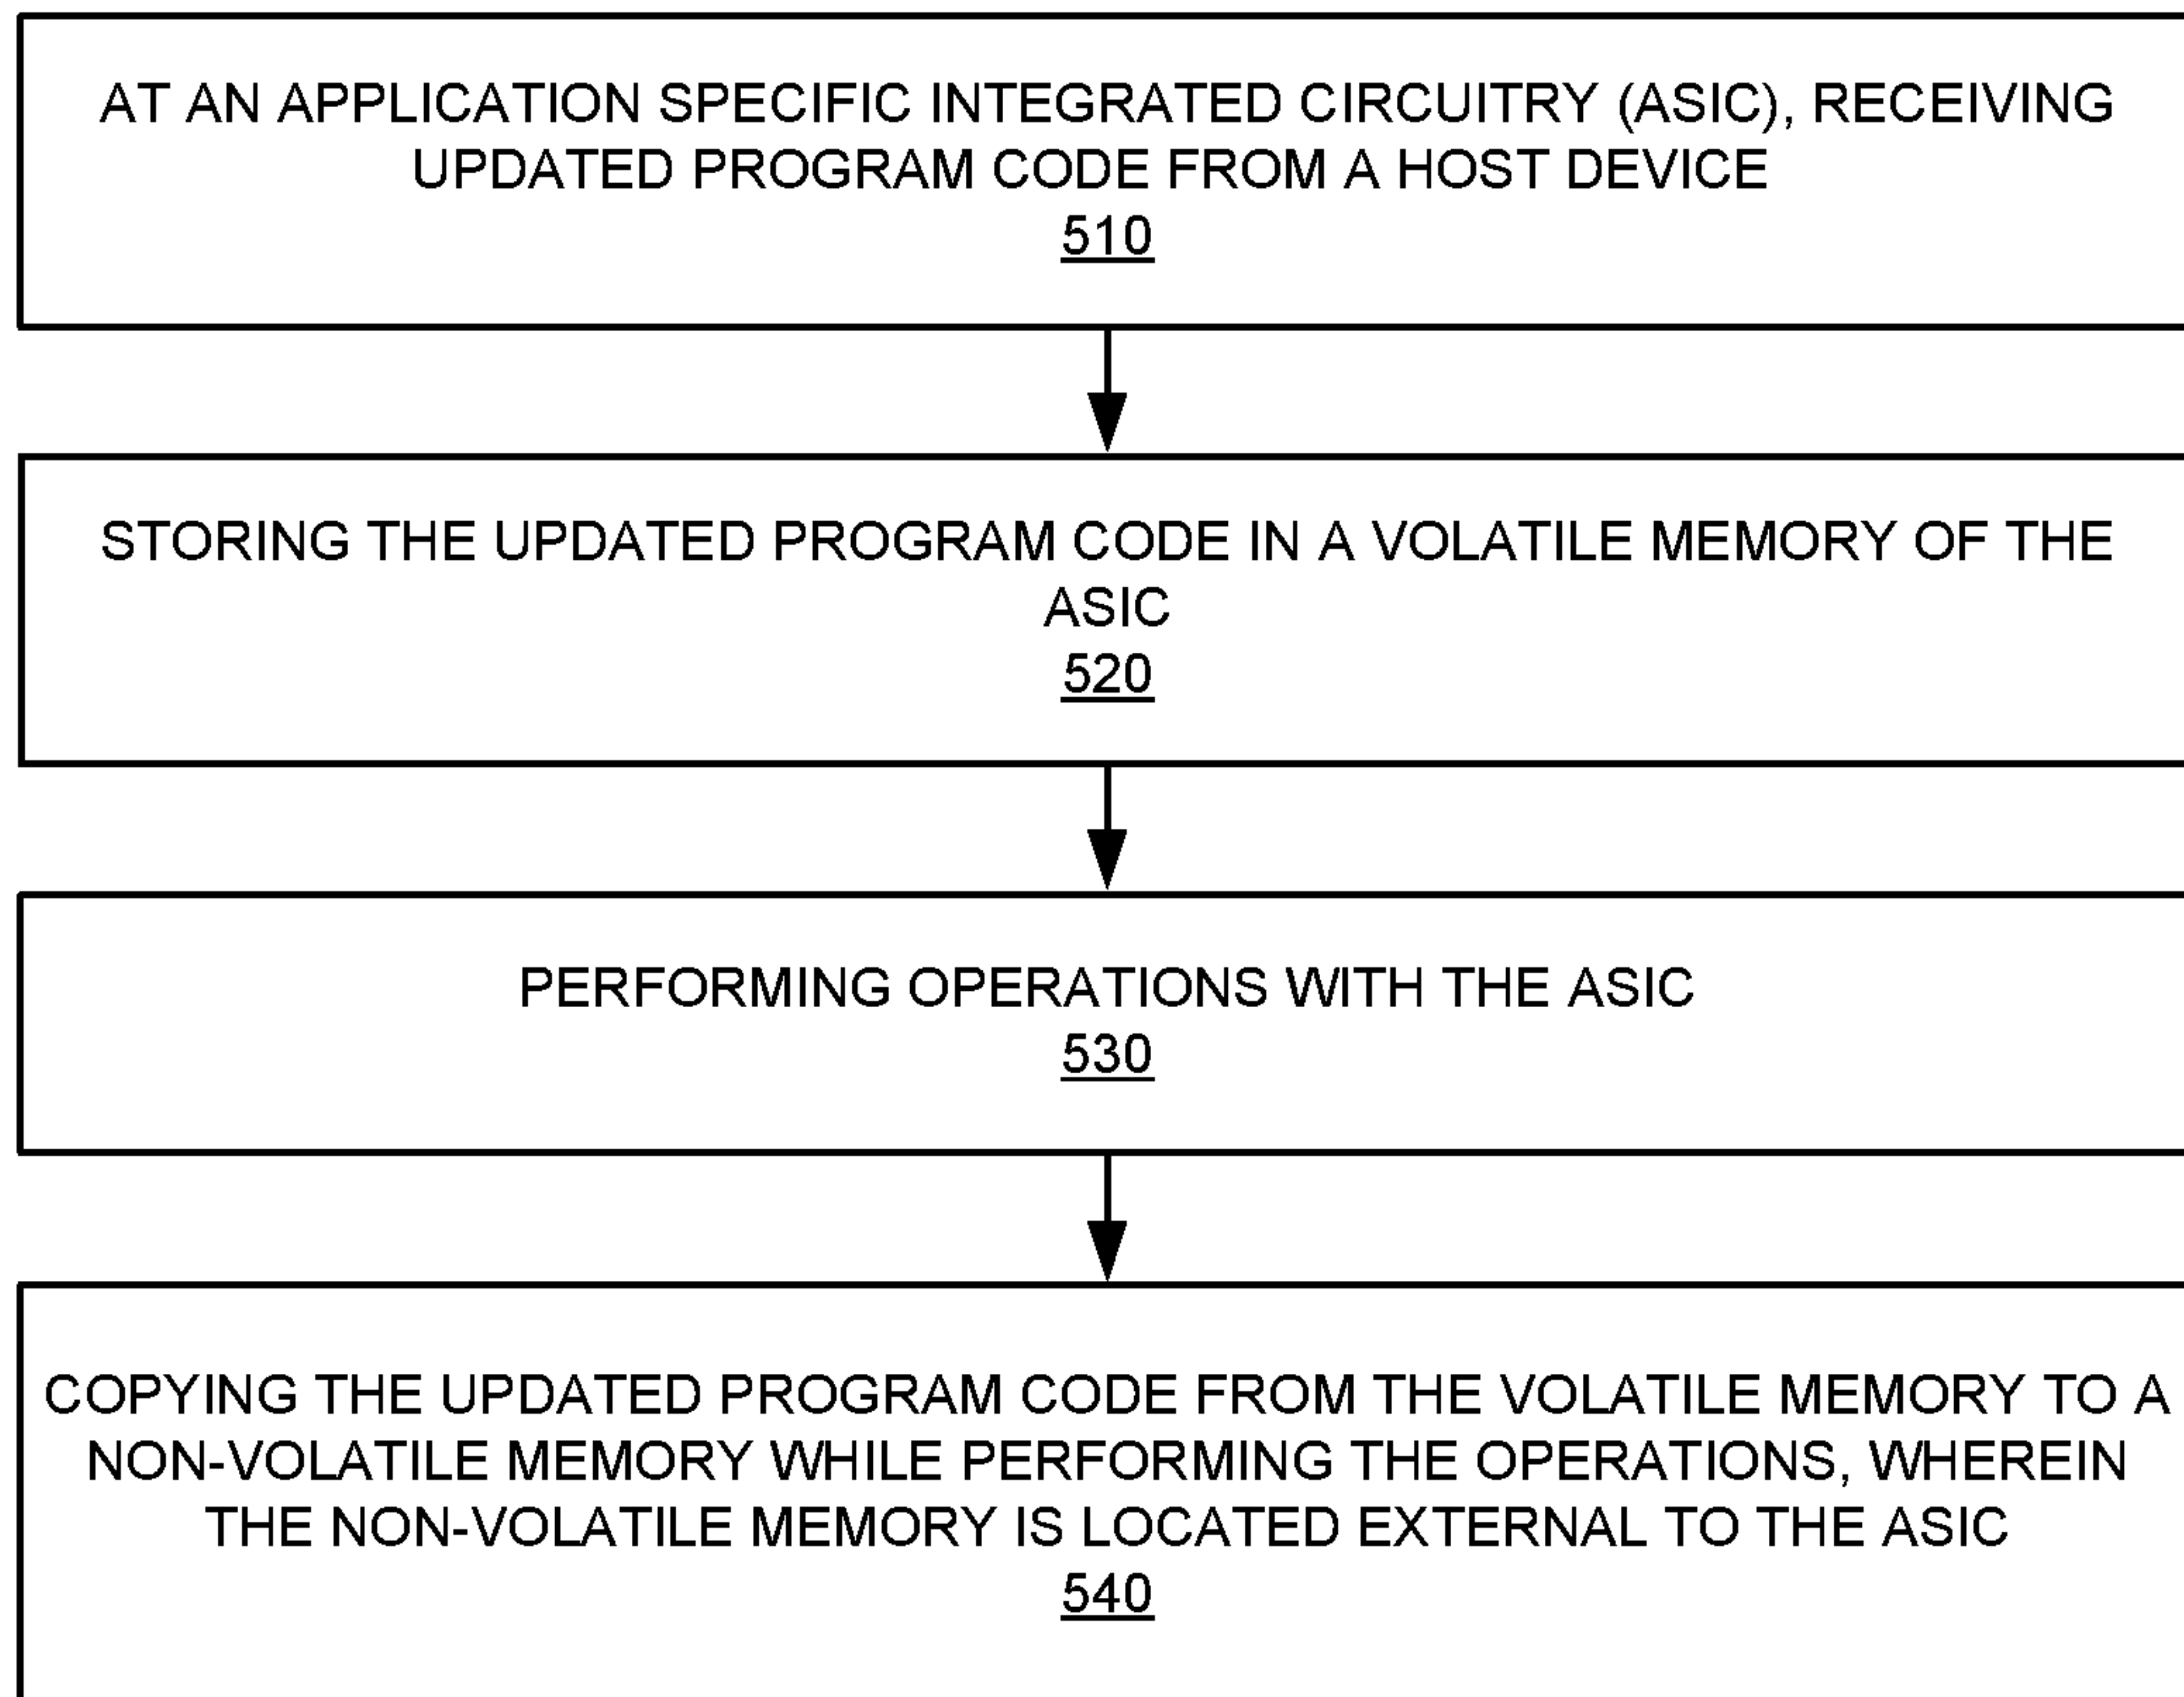 AT AN APPLICATION SPECIFIC INTEGRATED CIRCUITRY (ASIC), RECEIVING
UPDATED PROGRAM CODE FROM A HOST DEVICE
510
STORING THE UPDATED PROGRAM CODE IN A VOLATILE MEMORY OF THE
ASIC
520
PERFORMING OPERATIONS WITH THE ASIC
530
COPYING THE UPDATED PROGRAM CODE FROM THE VOLATILE MEMORY TO A
NON-VOLATILE MEMORY WHILE PERFORMING THE OPERATIONS, WHEREIN
THE NON-VOLATILE MEMORY IS LOCATED EXTERNAL TO THE ASIC
540